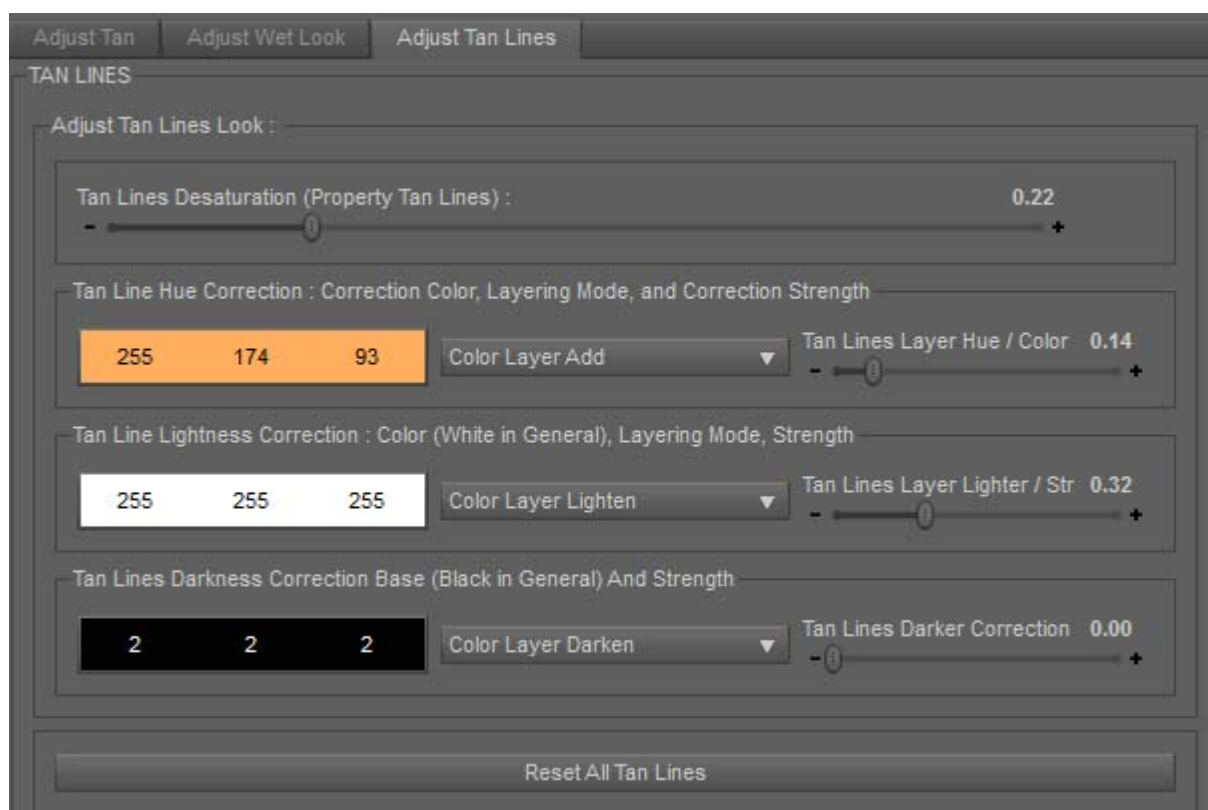 Adjust Tan Adjust Wet Look Adjust Tan Lines
TAN LINES
Adjust Tan Lines Look :
Tan Lines Desaturation (Property Tan Lines) : 0.22
- +
Tan Line Hue Correction : Correction Color, Layering Mode, and Correction Strength
255 174 93 Color Layer Add Tan Lines Layer Hue / Color 0.14
- +
Tan Line Lightness Correction : Color (White in General), Layering Mode, Strength
255 255 255 Color Layer Lighten Tan Lines Layer Lighter / Str 0.32
- +
Tan Lines Darkness Correction Base (Black in General) And Strength
2 2 2 Color Layer Darken Tan Lines Darker Correction 0.00
- +
Reset All Tan Lines